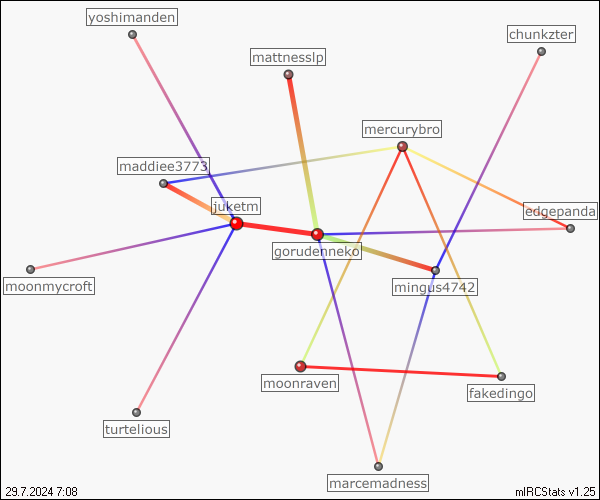 yoshimanden
chunkzter
mattnesslp
mercurybro
maddiee3773
juketm
edgepanda
gorudenneko
moonmycroft
mingus4742
moonraven
fakedingo
turtelious
marcemadness
29.7.2024 7:08
mIRCStats v1.25